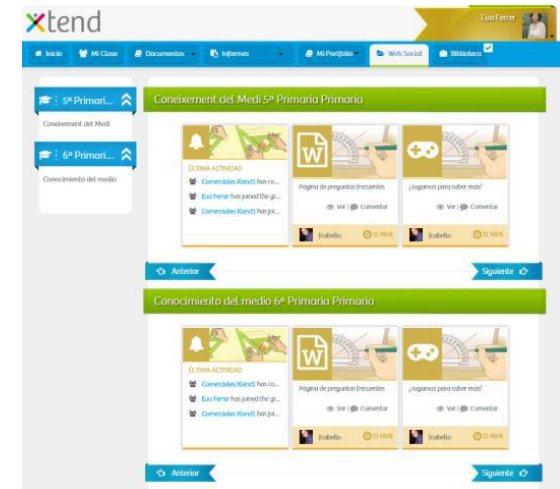 xtend
Eva Ferrer
Inicio
Mi Clase
Documentos
Informes
Mi Portfolio
Web Social
Biblioteca
5º Primari...
Coneixement del Medi
6º Primari...
Conocimiento del medio
Coneixement del Medi 5º Primaria Primaria
ÚLTIMA ACTIVIDAD
Comerciales Xtend1 has co...
Eva Ferrer has joined the gr...
Comerciales Xtend1 has joi...
W
Página de preguntas frecuentes
Ver | Comentar
Jcabello 11 Abril
¿Jugamos para saber más?
Ver | Comentar
Jcabello 11 Abril
Anterior
Siguiente
Conocimiento del medio 6º Primaria Primaria
ÚLTIMA ACTIVIDAD
Comerciales Xtend1 has co...
Eva Ferrer has joined the gr...
Comerciales Xtend1 has joi...
W
Página de preguntas frecuentes
Ver | Comentar
Jcabello 11 Abril
¿Jugamos para saber más?
Ver | Comentar
Jcabello 11 Abril
Anterior
Siguiente